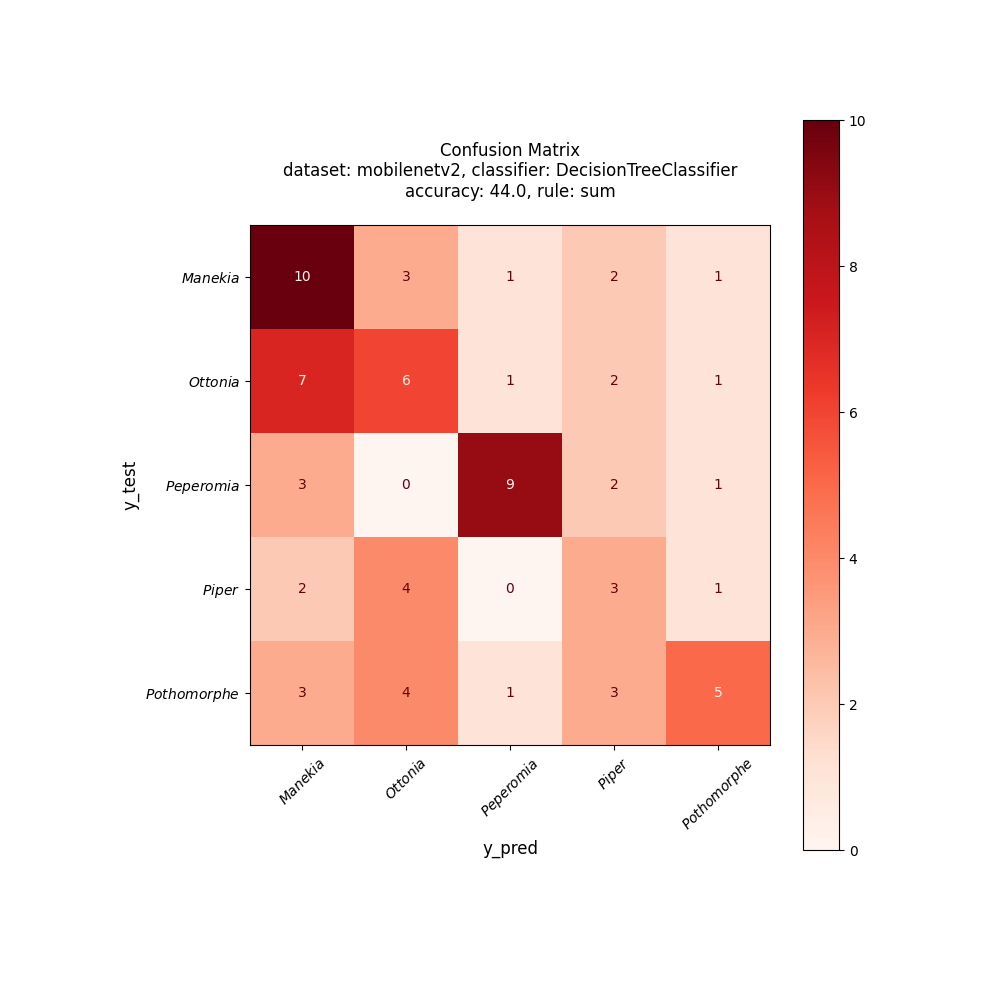 Confusion Matrix
dataset: mobilenetv2, classifier: DecisionTreeClassifier
accuracy: 44.0, rule: sum
Manekia 10 3 1 2 1
Ottonia 7 6 1 2 1
Peperomia 3 0 9 2 1
Piper 2 4 0 3 1
Pothomorphe 3 4 1 3 5
y_test
Manekia Ottonia Peperomia Piper Pothomorphe
y_pred
10
8
6
4
2
0